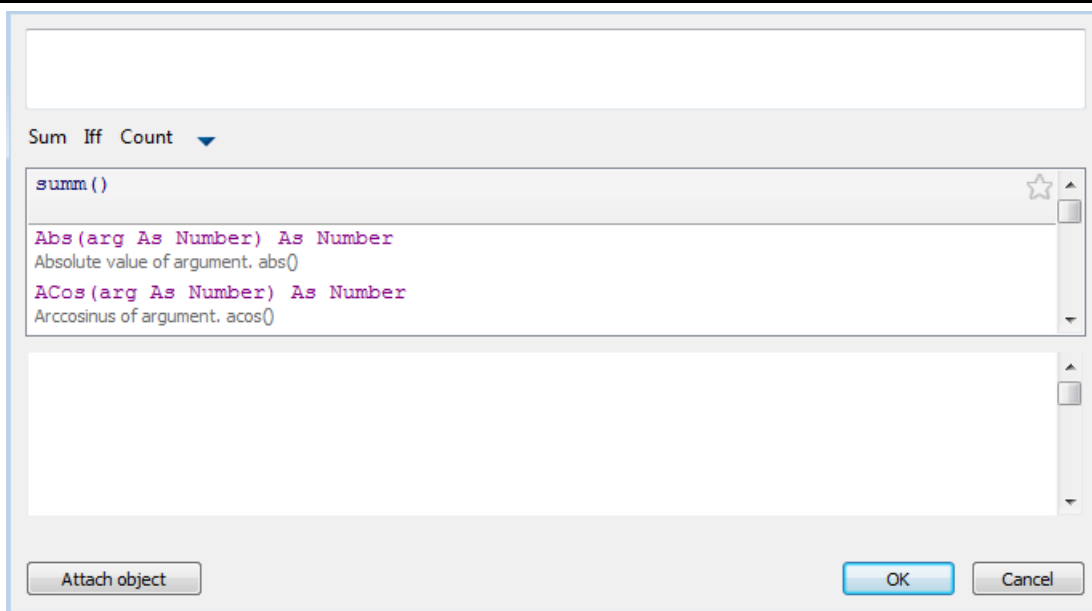 Sum Iff Count
summ()
Abs(arg As Number) As Number
Absolute value of argument. abs()
ACos(arg As Number) As Number
Arccosinus of argument. acos()
Attach object OK Cancel